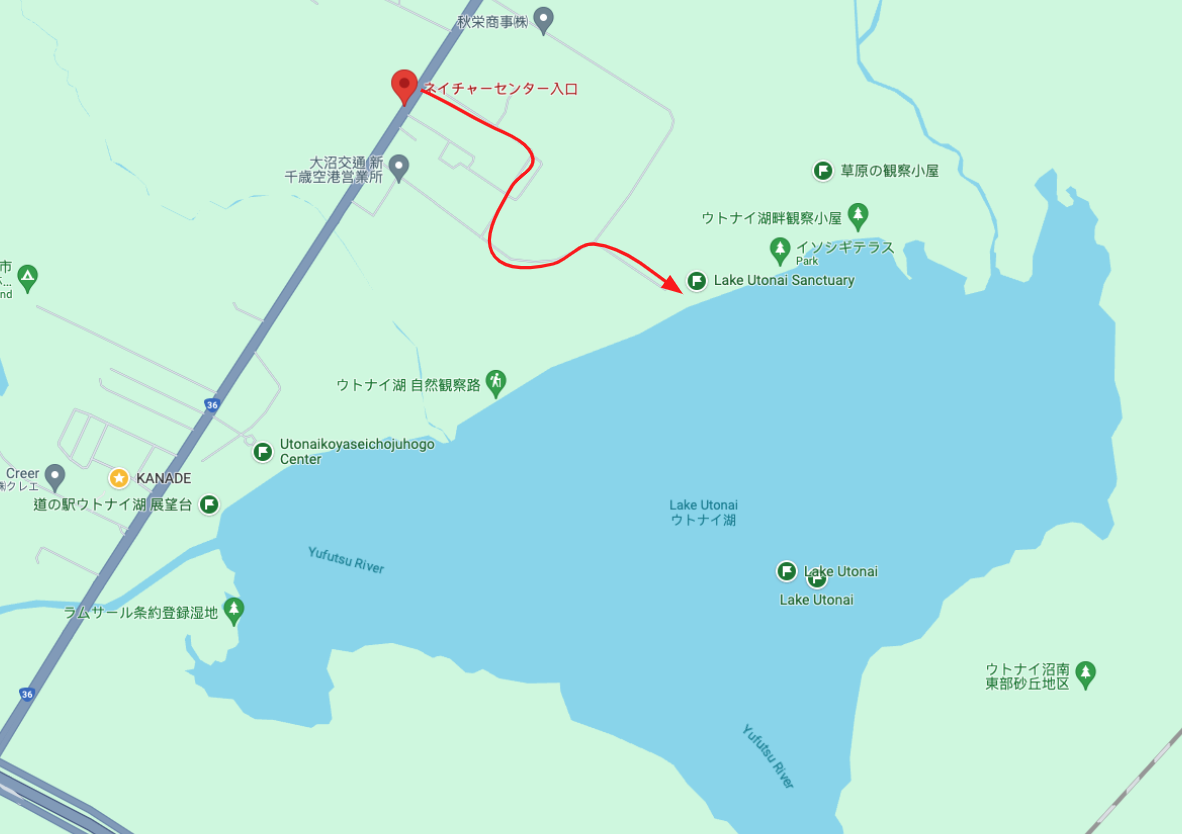 秋栄商事㈱
ネイチャーセンター入口
大沼交通 新
千歳空港営業所
草原の観察小屋
ウトナイ湖畔観察小屋
イソシギテラス
Park
市
nd
Lake Utonai Sanctuary
ウトナイ湖 自然観察路
36
Utonaikoyaseichojuhogo
Center
Creer
㈱クレエ
KANADE
道の駅ウトナイ湖 展望台
Lake Utonai
ウトナイ湖
Yufutsu River
Lake Utonai
Lake Utonai
ラムサール条約登録湿地
ウトナイ沼南
東部砂丘地区
36
Yufutsu River